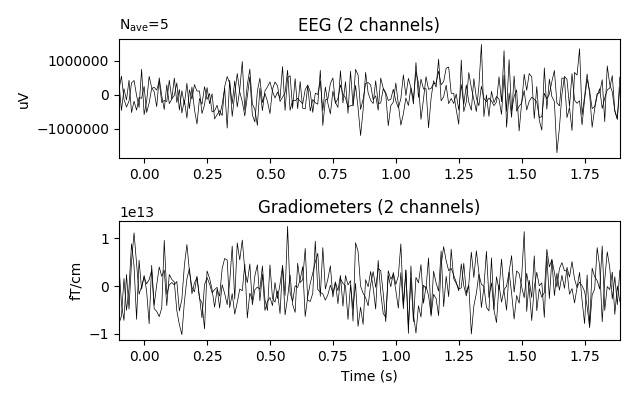 N_ave=5
EEG (2 channels)
uV
1000000
0
−1000000
0.00 0.25 0.50 0.75 1.00 1.25 1.50 1.75
1e13
Gradiometers (2 channels)
fT/cm
1
0
−1
0.00 0.25 0.50 0.75 1.00 1.25 1.50 1.75
Time (s)